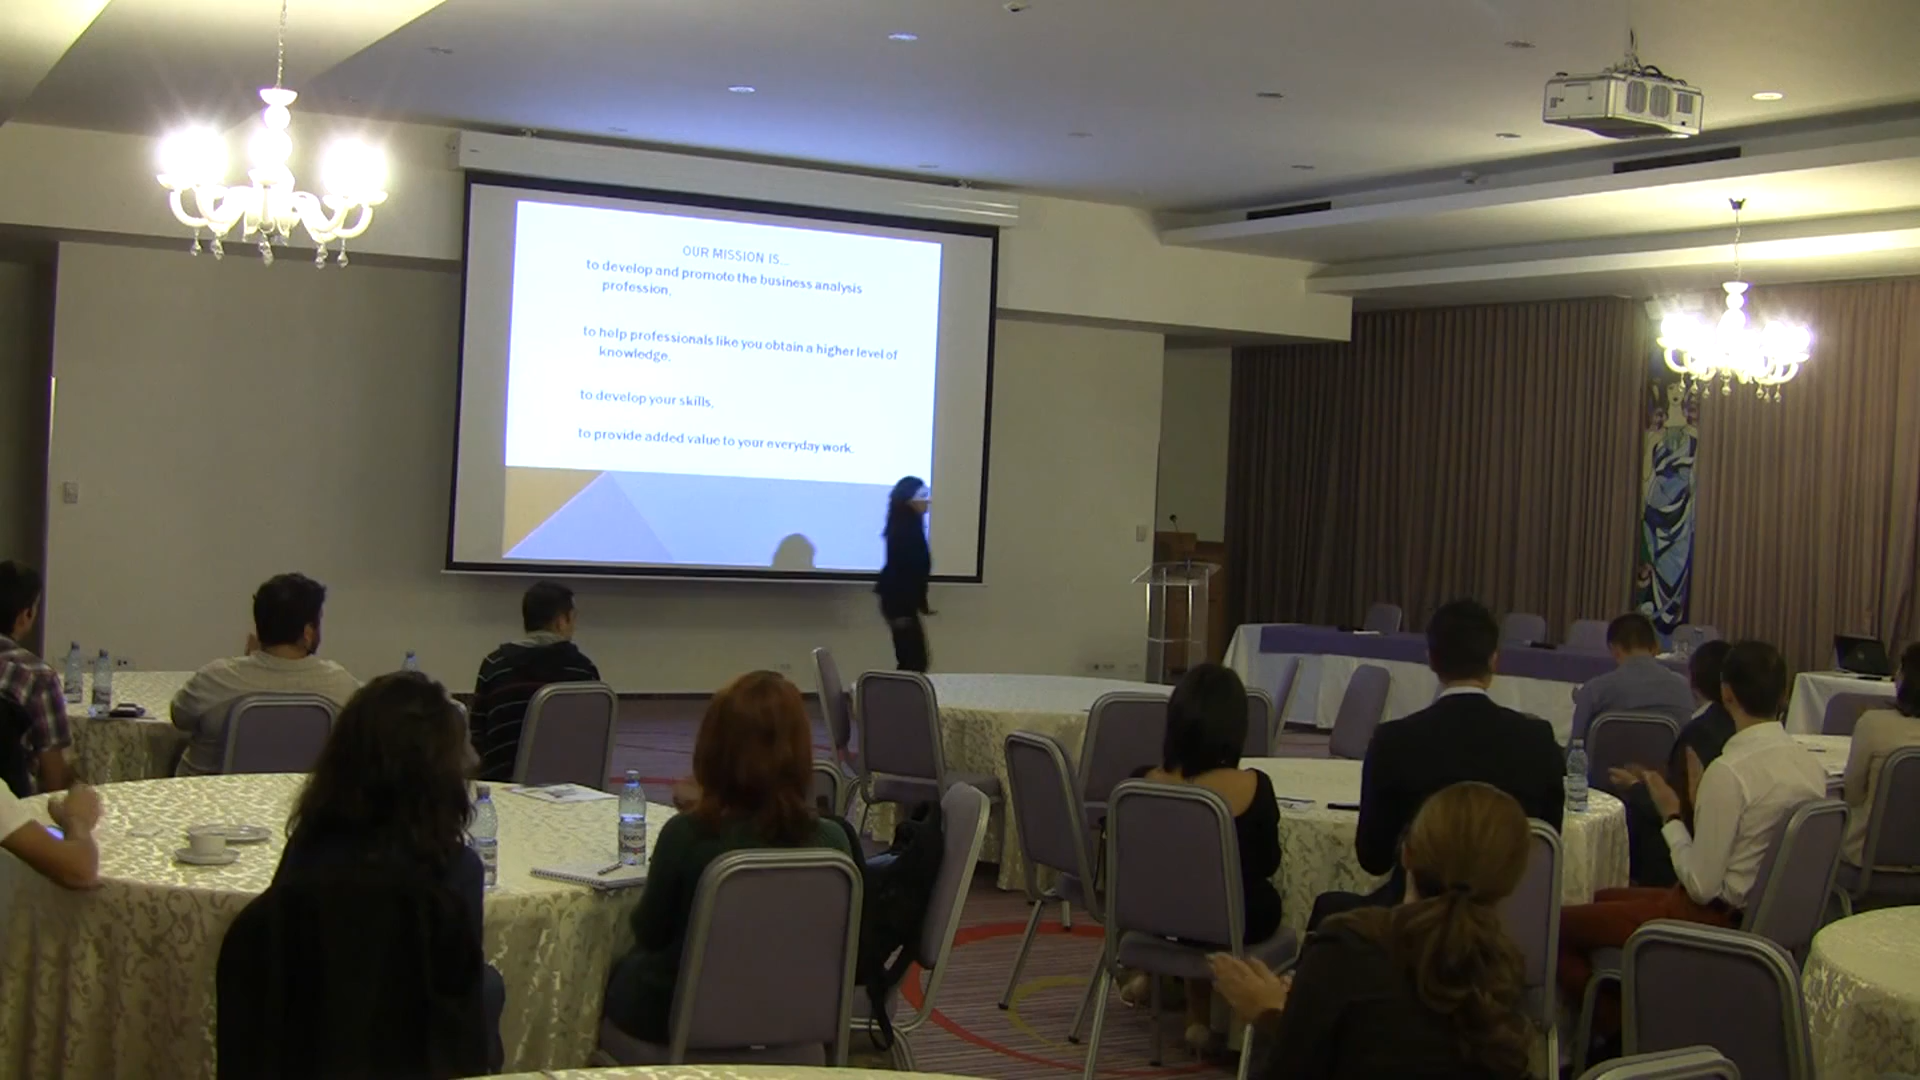 OUR MISSION IS...
to develop and promote the business analysis
profession,
to help professionals like you obtain a higher level of
knowledge,
to develop your skills,
to provide added value to your everyday work.